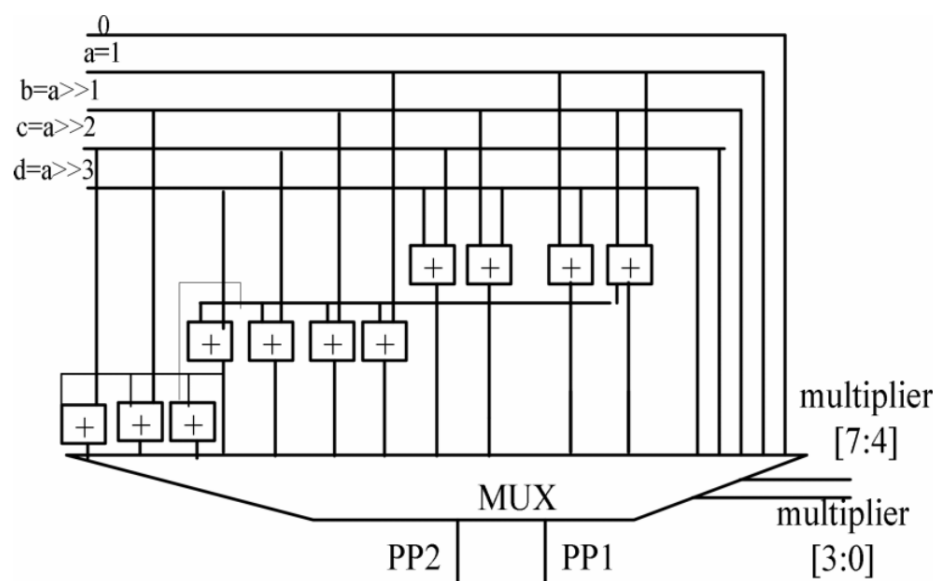 0
a=1
b=a>>1
c=a>>2
d=a>>3
+ + + +
+ + + +
+ + +
multiplier
[7:4]
MUX
multiplier
[3:0]
PP2 PP1